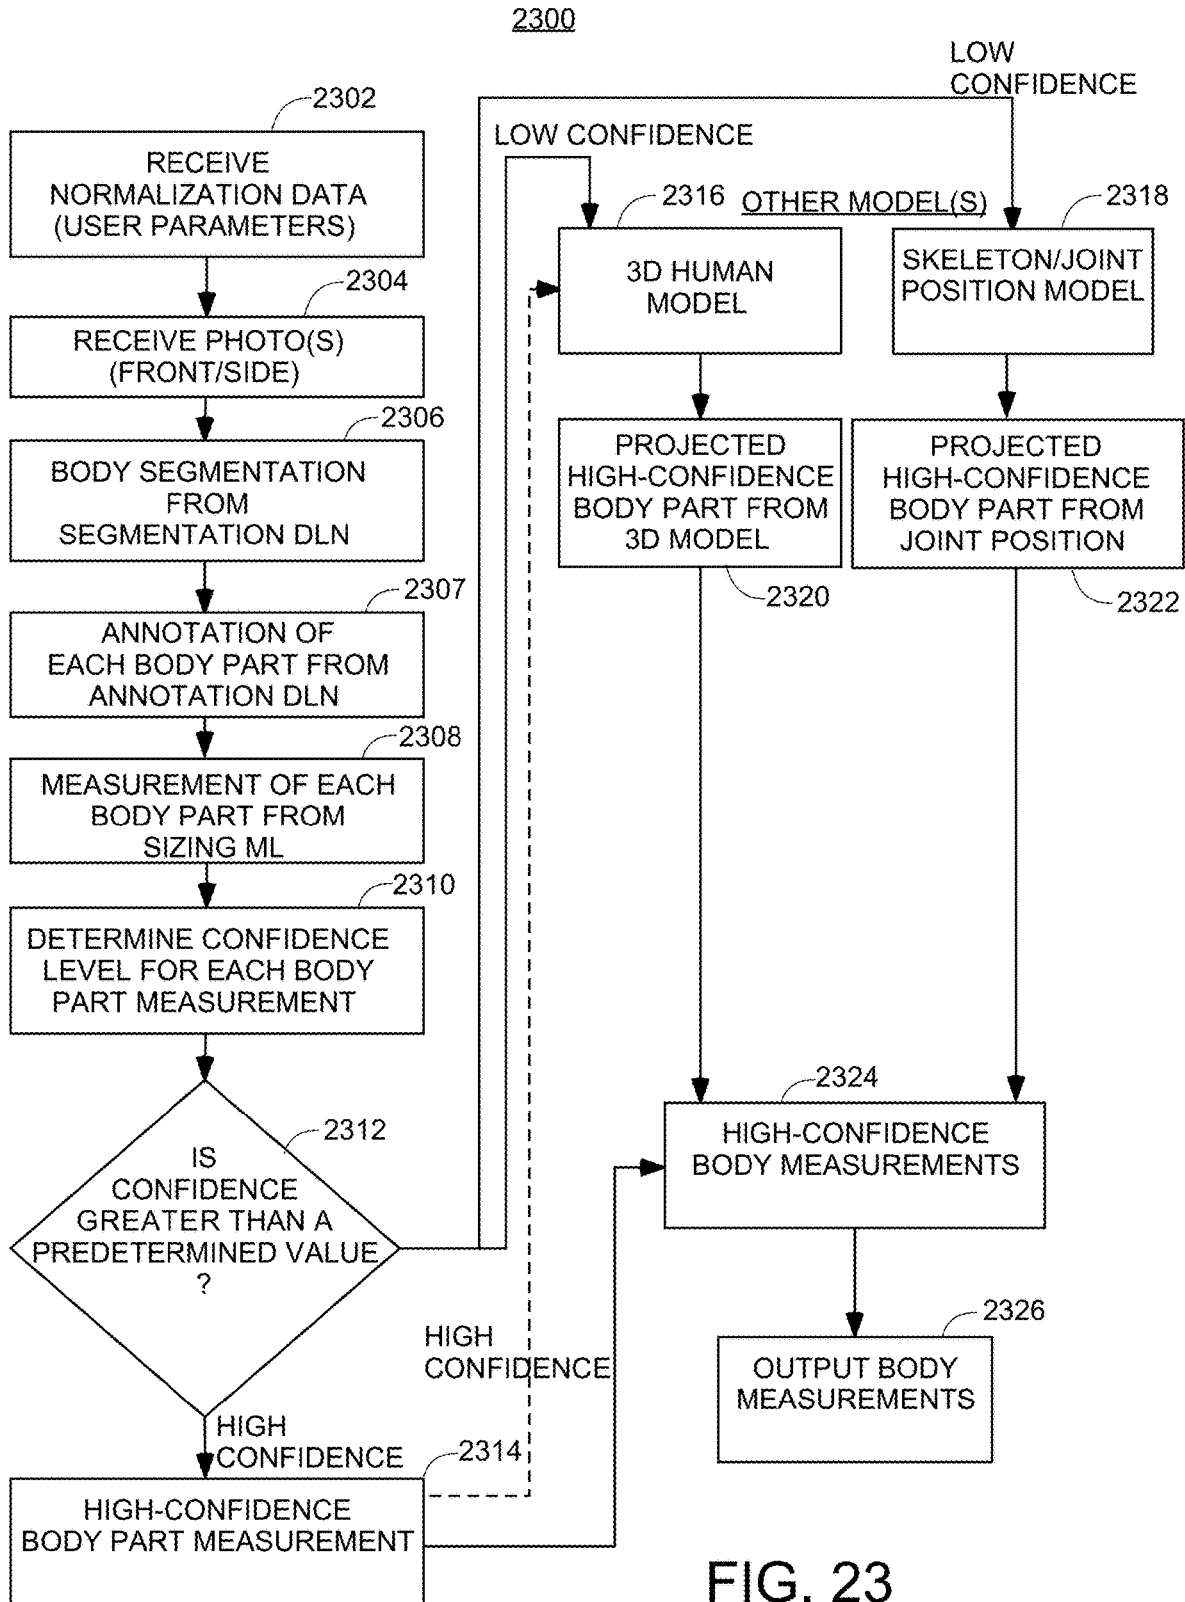 2300
2302
RECEIVE
NORMALIZATION DATA
(USER PARAMETERS)
2304
RECEIVE PHOTO(S)
(FRONT/SIDE)
2306
BODY SEGMENTATION
FROM
SEGMENTATION DLN
2307
ANNOTATION OF
EACH BODY PART FROM
ANNOTATION DLN
2308
MEASUREMENT OF EACH
BODY PART FROM
SIZING ML
2310
DETERMINE CONFIDENCE
LEVEL FOR EACH BODY
PART MEASUREMENT
2312
IS
CONFIDENCE
GREATER THAN A
PREDETERMINED VALUE
?
HIGH
CONFIDENCE
2314
HIGH-CONFIDENCE
BODY PART MEASUREMENT
HIGH
CONFIDENCE
LOW CONFIDENCE
LOW
CONFIDENCE
OTHER MODEL(S)
2316
3D HUMAN
MODEL
2318
SKELETON/JOINT
POSITION MODEL
PROJECTED
HIGH-CONFIDENCE
BODY PART FROM
3D MODEL
2320
PROJECTED
HIGH-CONFIDENCE
BODY PART FROM
JOINT POSITION
2322
2324
HIGH-CONFIDENCE
BODY MEASUREMENTS
2326
OUTPUT BODY
MEASUREMENTS
FIG. 23